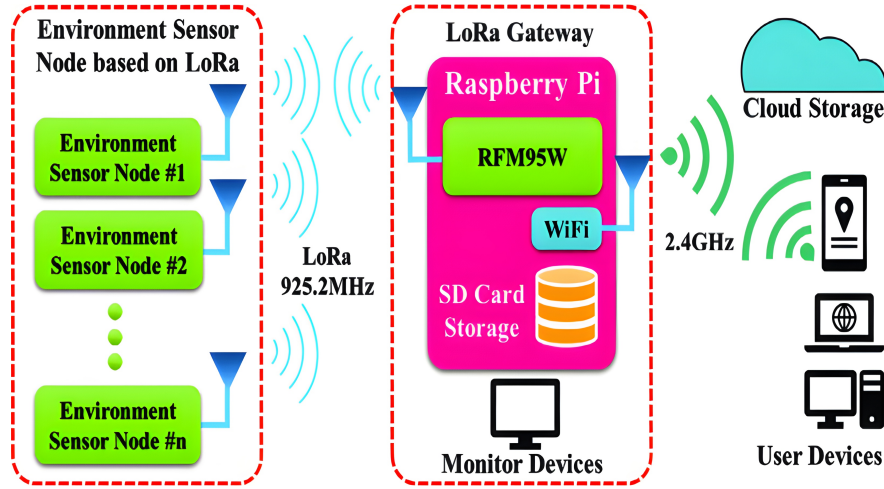 Environment Sensor
Node based on LoRa
Environment
Sensor Node #1
Environment
Sensor Node #2
Environment
Sensor Node #n
LoRa
925.2MHz
LoRa Gateway
Raspberry Pi
RFM95W
WiFi
SD Card
Storage
Monitor Devices
2.4GHz
Cloud Storage
User Devices